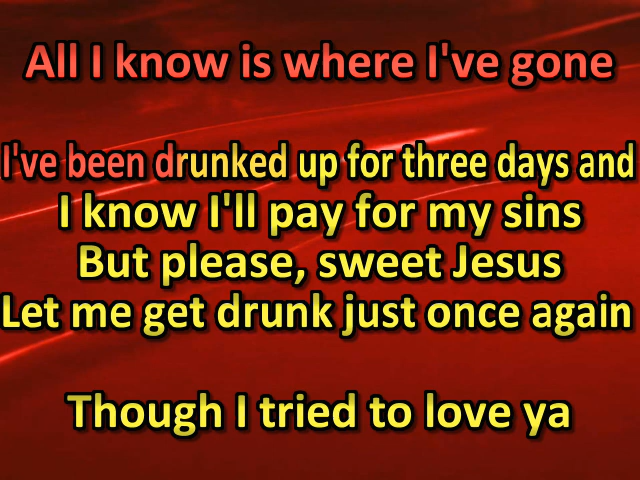 All I know is where I've gone
I've been drunked up for three days and
I know I'll pay for my sins
But please, sweet Jesus
Let me get drunk just once again
Though I tried to love ya